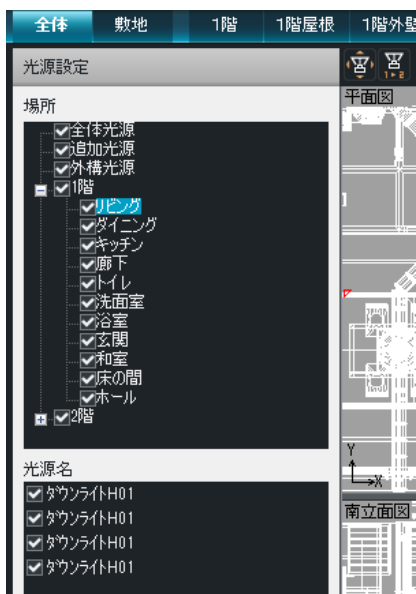 全体 敷地 1階 1階屋根 1階外壁
光源設定
1▸2
平面図
場所
全体光源
追加光源
外構光源
1階
リビング
ダイニング
キッチン
廊下
トイレ
洗面室
浴室
玄関
和室
床の間
ホール
2階
Y
X
光源名
南立面図
ダウンライトH01
ダウンライトH01
ダウンライトH01
ダウンライトH01